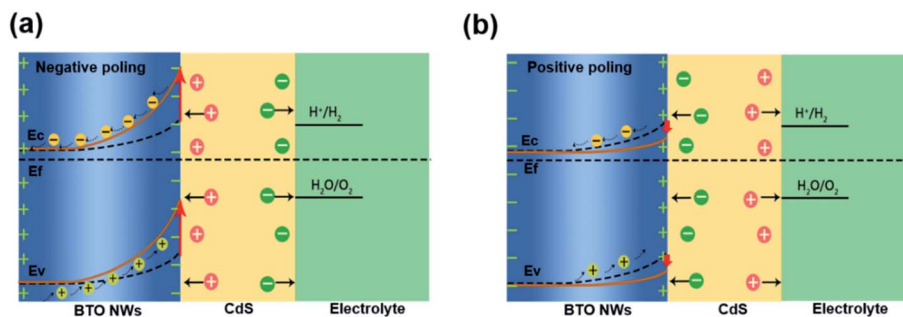 (a)
Negative poling
Ec
Ef
Ev
H⁺/H₂
H₂O/O₂
BTO NWs
CdS
Electrolyte
(b)
Positive poling
Ec
Ef
Ev
H⁺/H₂
H₂O/O₂
BTO NWs
CdS
Electrolyte